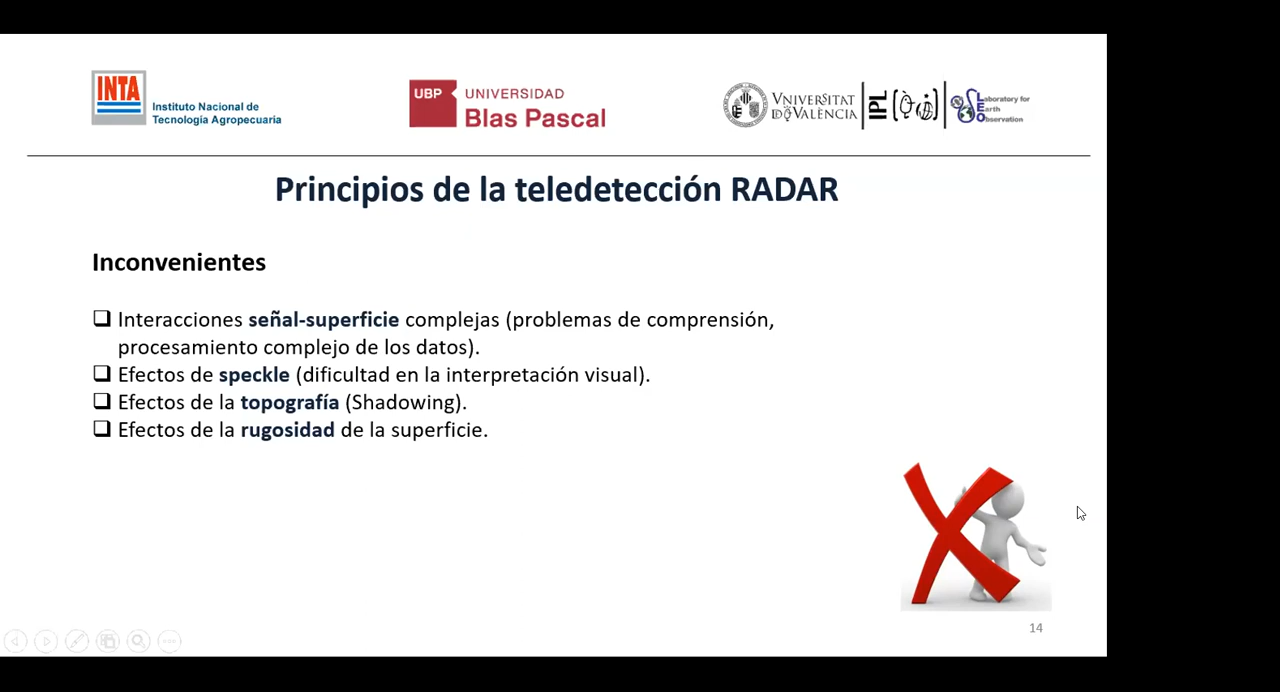 INTA
Instituto Nacional de
Tecnología Agropecuaria
UBP UNIVERSIDAD
Blas Pascal
VNIVERSITAT
DE VALÈNCIA
IPL
Laboratory for
Earth
Observation
Principios de la teledetección RADAR
Inconvenientes
Interacciones señal-superficie complejas (problemas de comprensión,
procesamiento complejo de los datos).
Efectos de speckle (dificultad en la interpretación visual).
Efectos de la topografía (Shadowing).
Efectos de la rugosidad de la superficie.
14